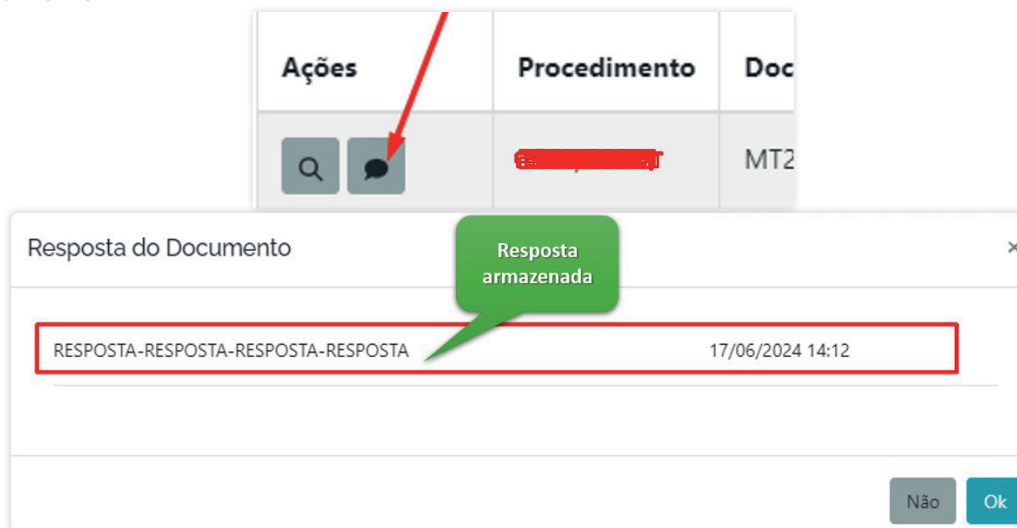 Ações Procedimento Doc
MT2
Resposta do Documento ×
Resposta
armazenada
RESPOSTA-RESPOSTA-RESPOSTA-RESPOSTA 17/06/2024 14:12
Não Ok